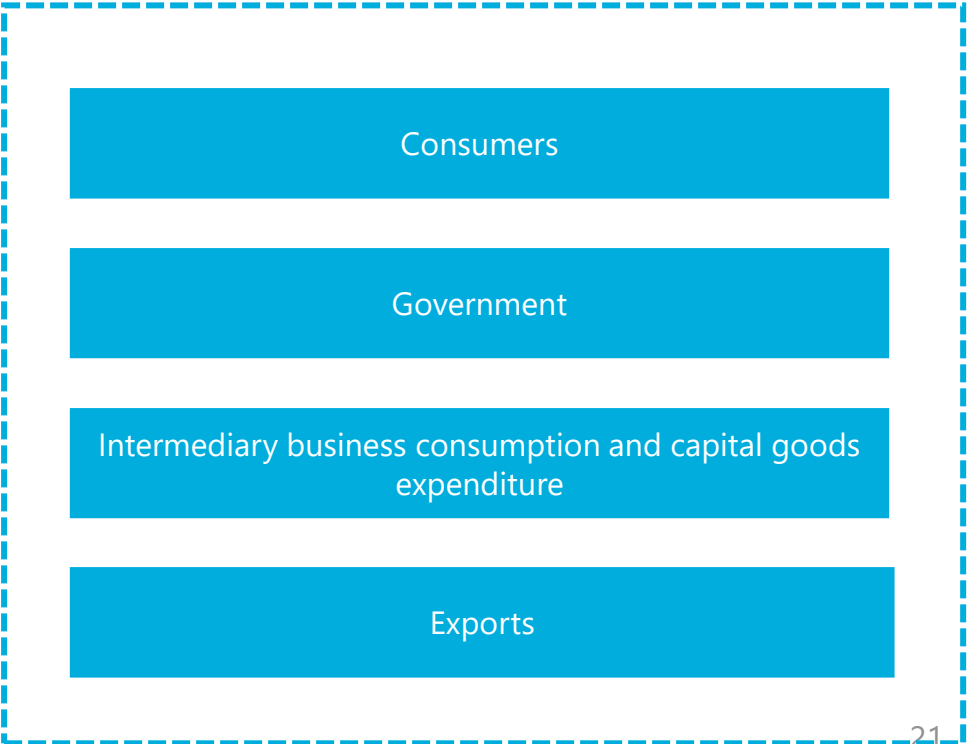 Consumers
Government
Intermediary business consumption and capital goods
expenditure
Exports
21